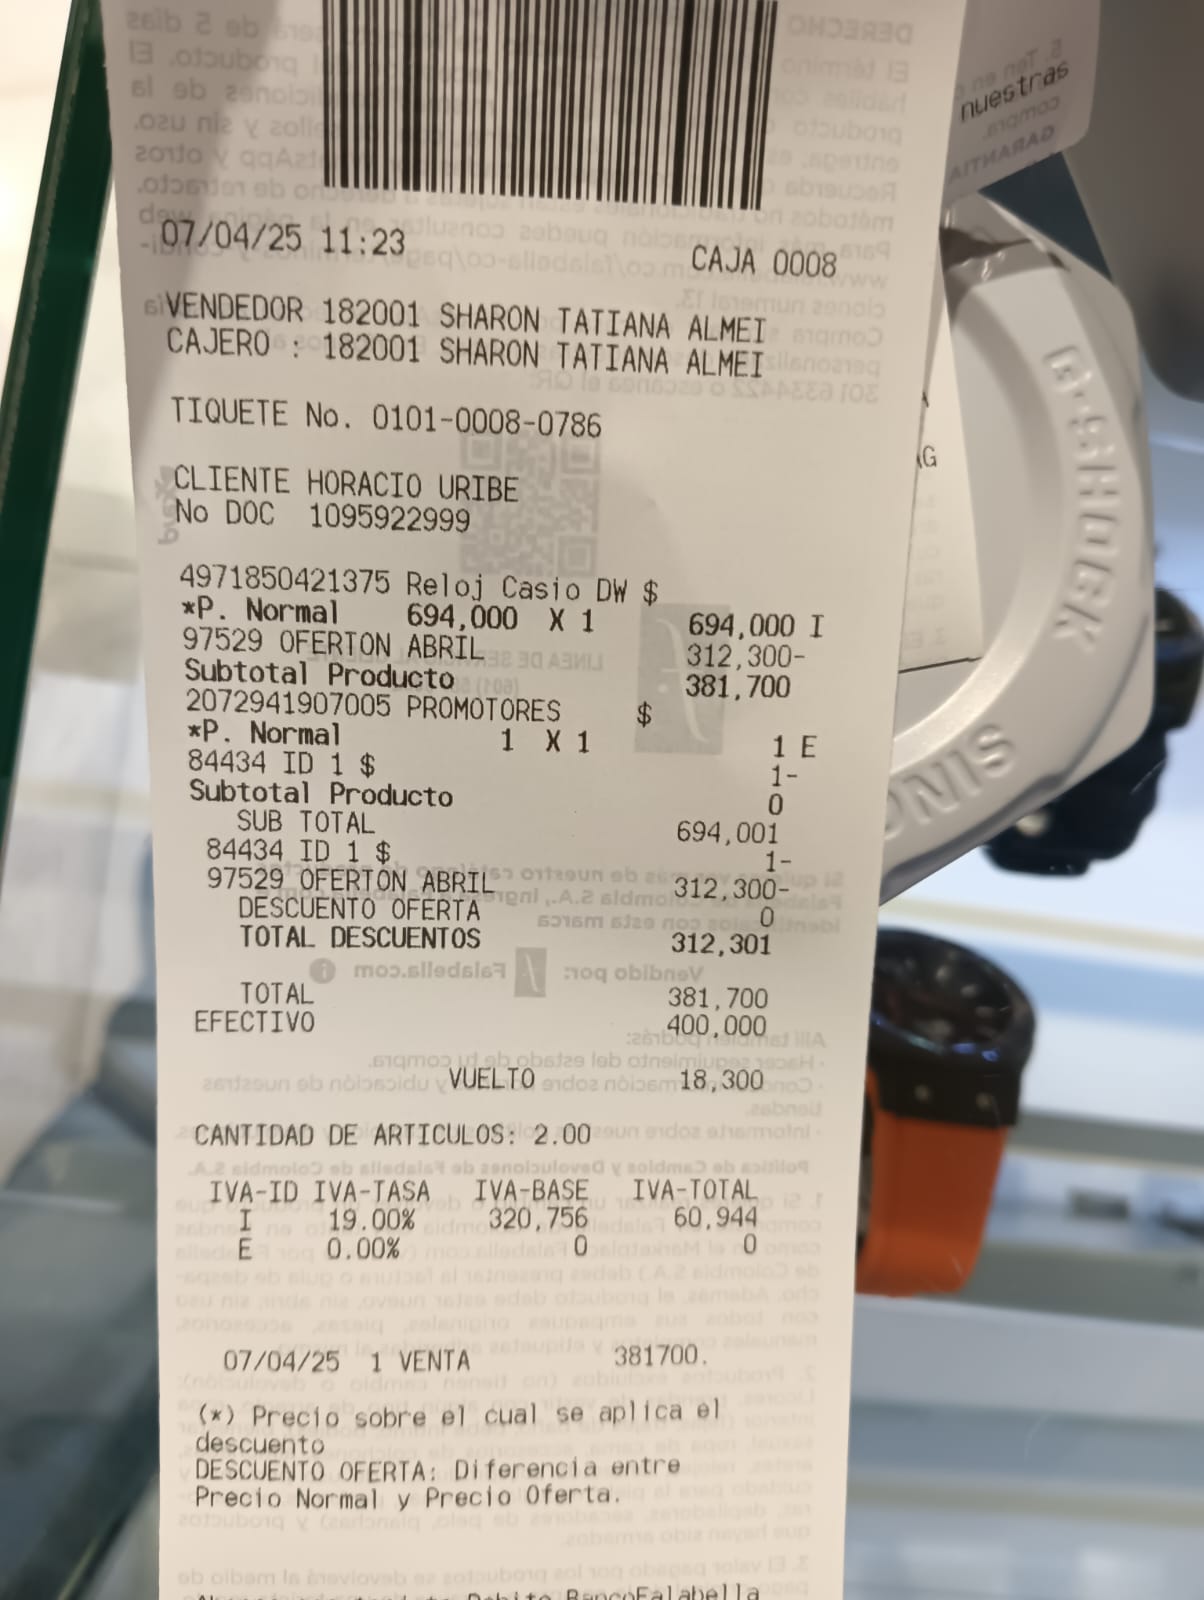 07/04/25 11:23 CAJA 0008
VENDEDOR 182001 SHARON TATIANA ALMEI
CAJERO : 182001 SHARON TATIANA ALMEI
TIQUETE No. 0101-0008-0786
CLIENTE HORACIO URIBE
No DOC 1095922999
4971850421375 Reloj Casio DW $
*P. Normal 694,000 X 1 694,000 I
97529 OFERTON ABRIL 312,300-
Subtotal Producto 381,700
2072941907005 PROMOTORES $
*P. Normal 1 X 1 1 E
84434 ID 1 $ 1-
Subtotal Producto 0
SUB TOTAL 694,001
84434 ID 1 $ 1-
97529 OFERTON ABRIL 312,300-
DESCUENTO OFERTA 0
TOTAL DESCUENTOS 312,301
TOTAL 381,700
EFECTIVO 400,000
VUELTO 18,300
CANTIDAD DE ARTICULOS: 2.00
IVA-ID IVA-TASA IVA-BASE IVA-TOTAL
I 19.00% 320,756 60,944
E 0.00% 0 0
07/04/25 1 VENTA 381700.
(*) Precio sobre el cual se aplica el
descuento
DESCUENTO OFERTA: Diferencia entre
Precio Normal y Precio Oferta.
BancoFalabella
nuestras
G-SHOCK